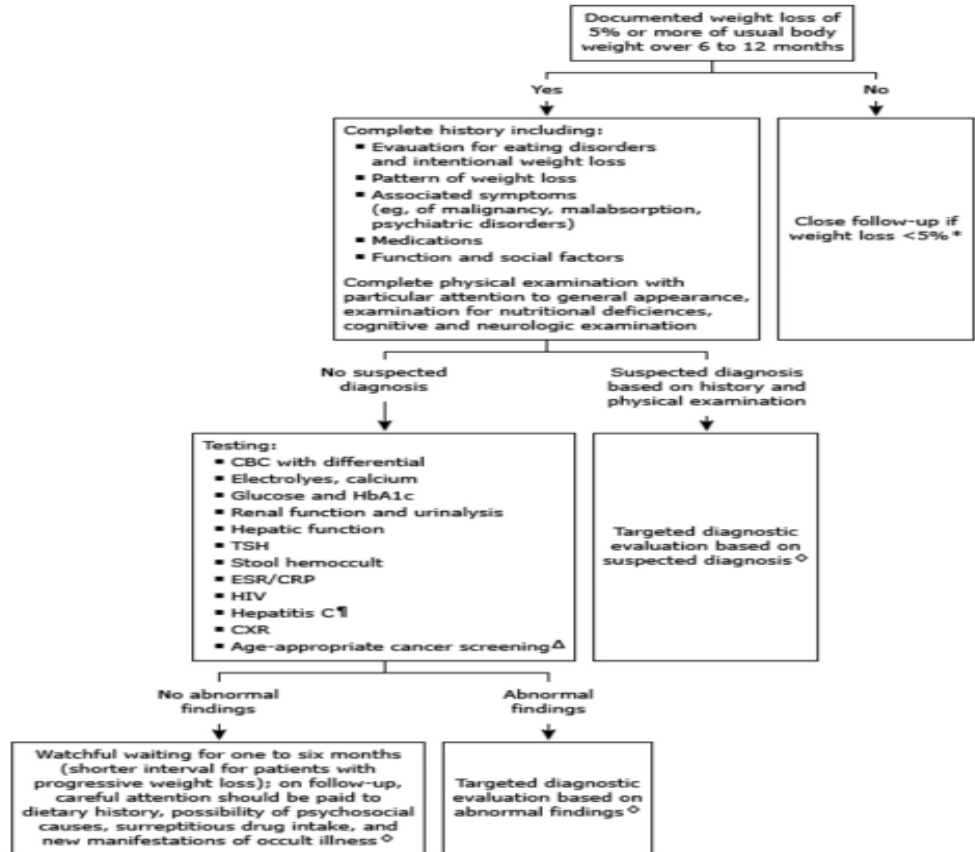 Documented weight loss of
5% or more of usual body
weight over 6 to 12 months
Yes
No
Complete history including:
▪ Evauation for eating disorders
and intentional weight loss
▪ Pattern of weight loss
▪ Associated symptoms
(eg, of malignancy, malabsorption,
psychiatric disorders)
▪ Medications
▪ Function and social factors
Complete physical examination with
particular attention to general appearance,
examination for nutritional deficiences,
cognitive and neurologic examination
Close follow-up if
weight loss <5%*
No suspected
diagnosis
Suspected diagnosis
based on history and
physical examination
Testing:
▪ CBC with differential
▪ Electrolyes, calcium
▪ Glucose and HbA1c
▪ Renal function and urinalysis
▪ Hepatic function
▪ TSH
▪ Stool hemoccult
▪ ESR/CRP
▪ HIV
▪ Hepatitis C¶
▪ CXR
▪ Age-appropriate cancer screeningΔ
Targeted diagnostic
evaluation based on
suspected diagnosis◇
No abnormal
findings
Abnormal
findings
Watchful waiting for one to six months
(shorter interval for patients with
progressive weight loss); on follow-up,
careful attention should be paid to
dietary history, possibility of psychosocial
causes, surreptitious drug intake, and
new manifestations of occult illness◇
Targeted diagnostic
evaluation based on
abnormal findings◇